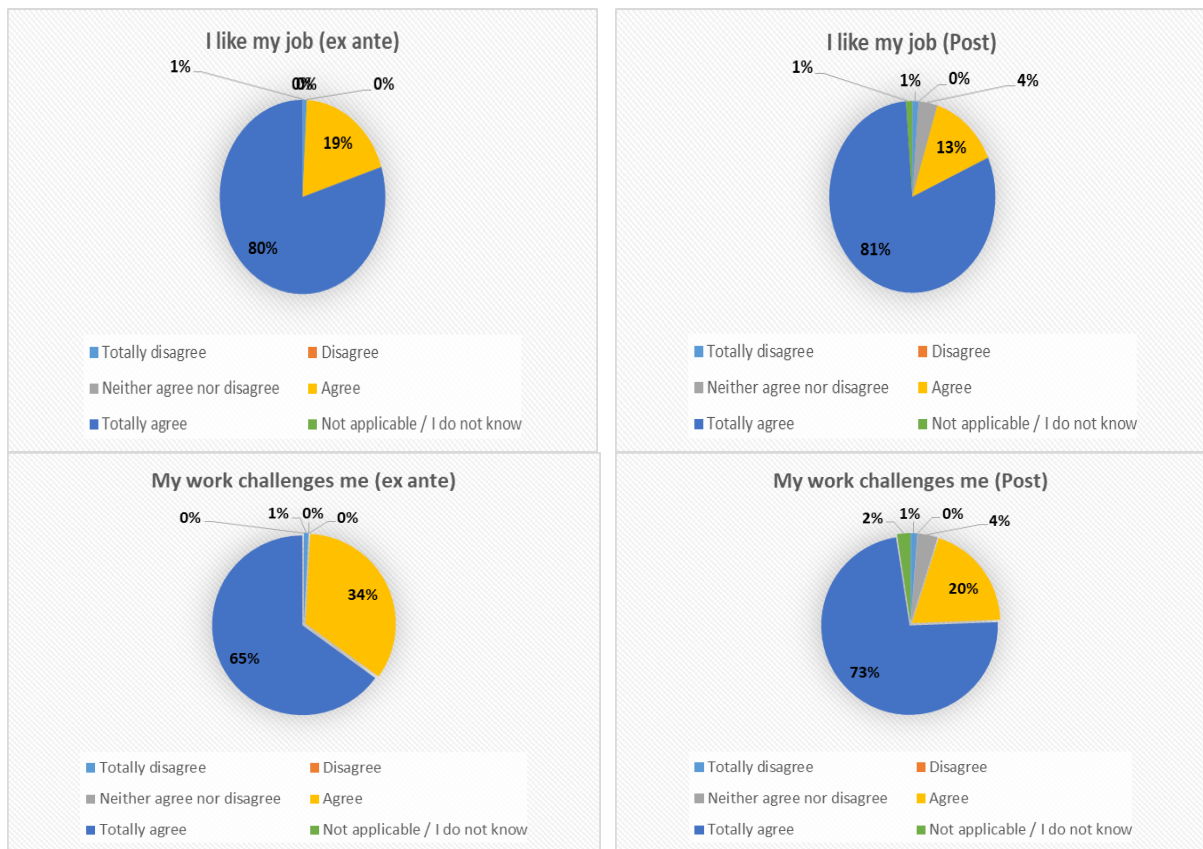 I like my job (ex ante)
1%
0%
0%
0%
19%
80%
Totally disagree
Disagree
Neither agree nor disagree
Agree
Totally agree
Not applicable / I do not know
I like my job (Post)
1%
1%
0%
4%
13%
81%
Totally disagree
Disagree
Neither agree nor disagree
Agree
Totally agree
Not applicable / I do not know
My work challenges me (ex ante)
0%
1%
0%
0%
34%
65%
Totally disagree
Disagree
Neither agree nor disagree
Agree
Totally agree
Not applicable / I do not know
My work challenges me (Post)
2%
1%
0%
4%
20%
73%
Totally disagree
Disagree
Neither agree nor disagree
Agree
Totally agree
Not applicable / I do not know